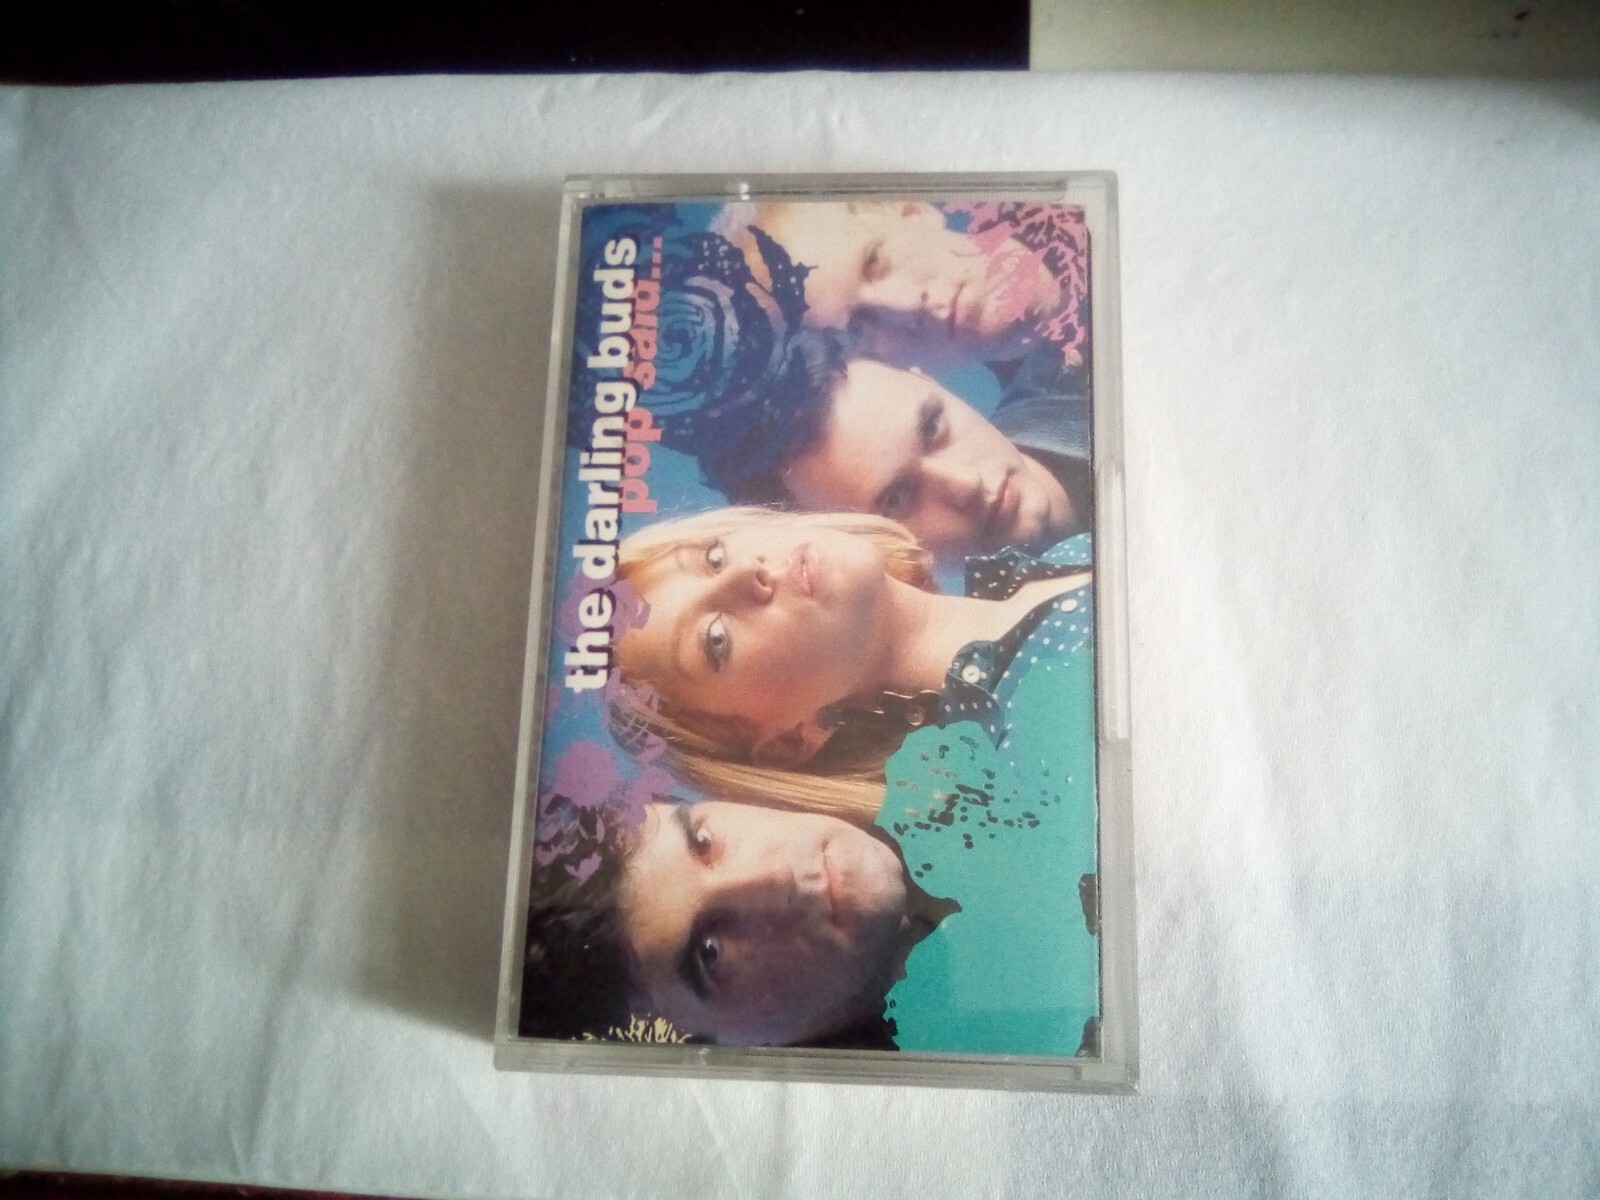 the darling buds
pop said...